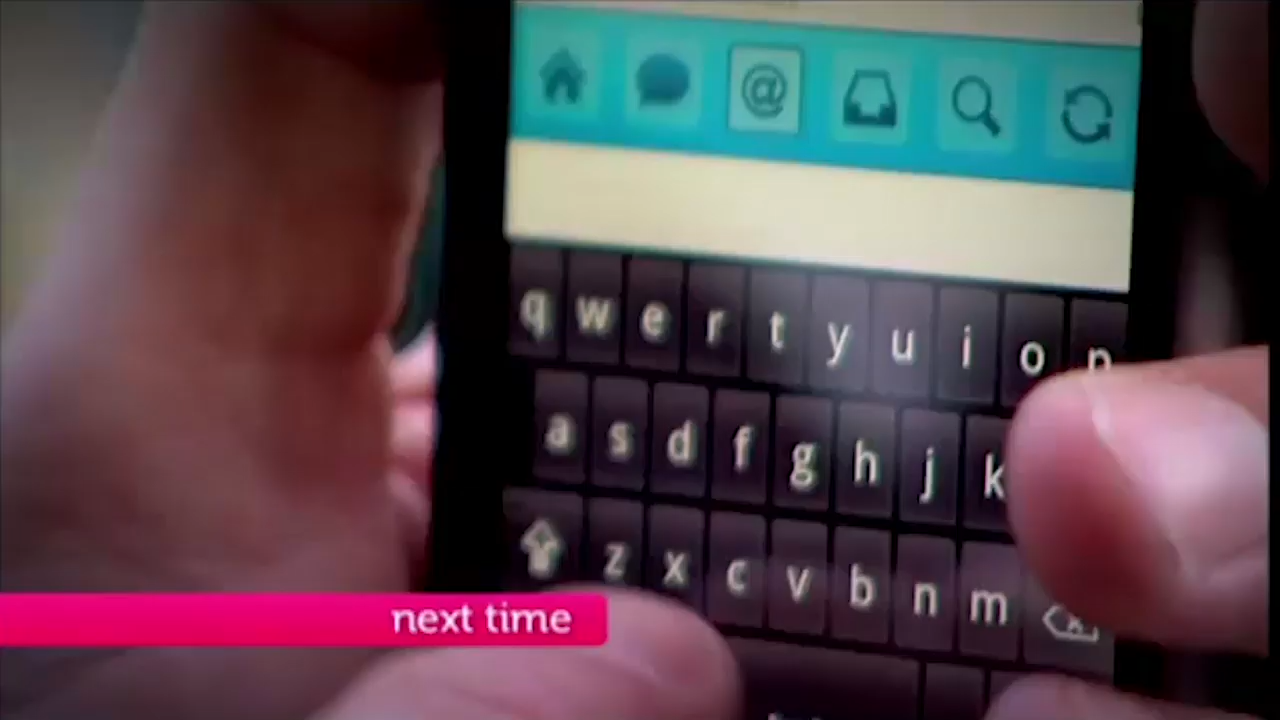 @
q w e r t y u i o p
a s d f g h j k
z x c v b n m
next time